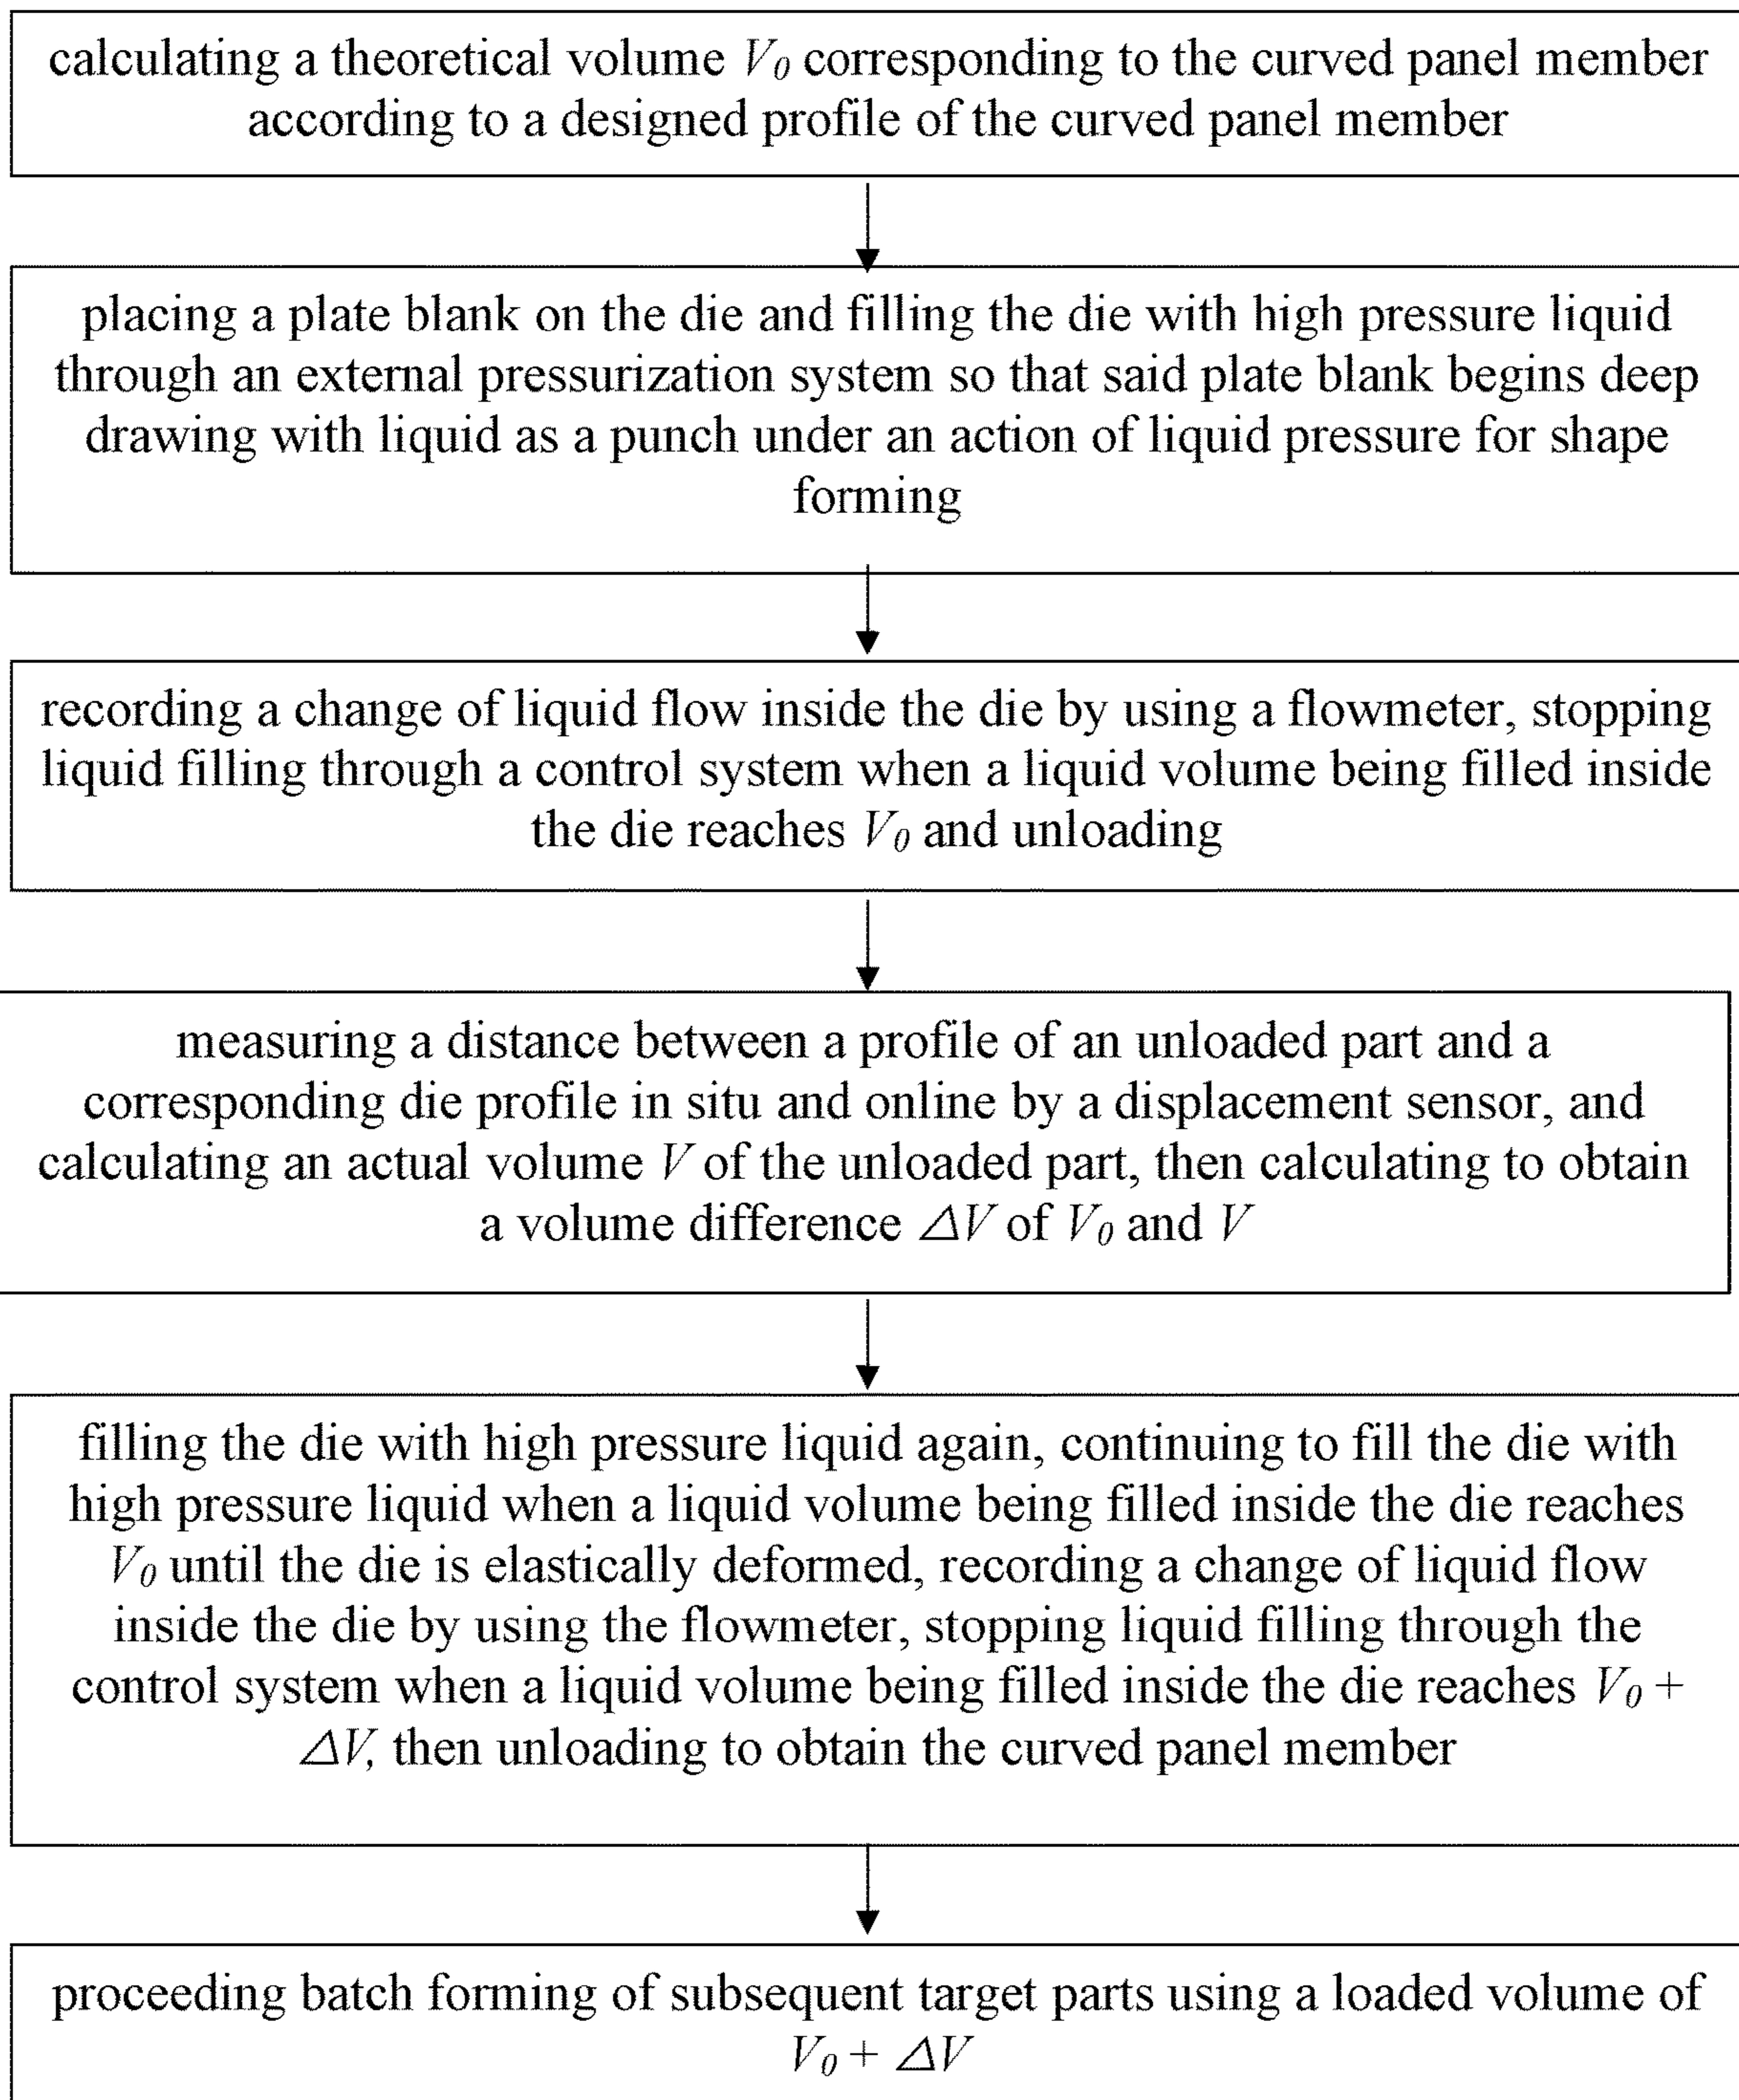 calculating a theoretical volume V₀ corresponding to the curved panel member
according to a designed profile of the curved panel member
placing a plate blank on the die and filling the die with high pressure liquid
through an external pressurization system so that said plate blank begins deep
drawing with liquid as a punch under an action of liquid pressure for shape
forming
recording a change of liquid flow inside the die by using a flowmeter, stopping
liquid filling through a control system when a liquid volume being filled inside
the die reaches V₀ and unloading
measuring a distance between a profile of an unloaded part and a
corresponding die profile in situ and online by a displacement sensor, and
calculating an actual volume V of the unloaded part, then calculating to obtain
a volume difference ΔV of V₀ and V
filling the die with high pressure liquid again, continuing to fill the die with
high pressure liquid when a liquid volume being filled inside the die reaches
V₀ until the die is elastically deformed, recording a change of liquid flow
inside the die by using the flowmeter, stopping liquid filling through the
control system when a liquid volume being filled inside the die reaches V₀ +
ΔV, then unloading to obtain the curved panel member
proceeding batch forming of subsequent target parts using a loaded volume of
V₀ + ΔV